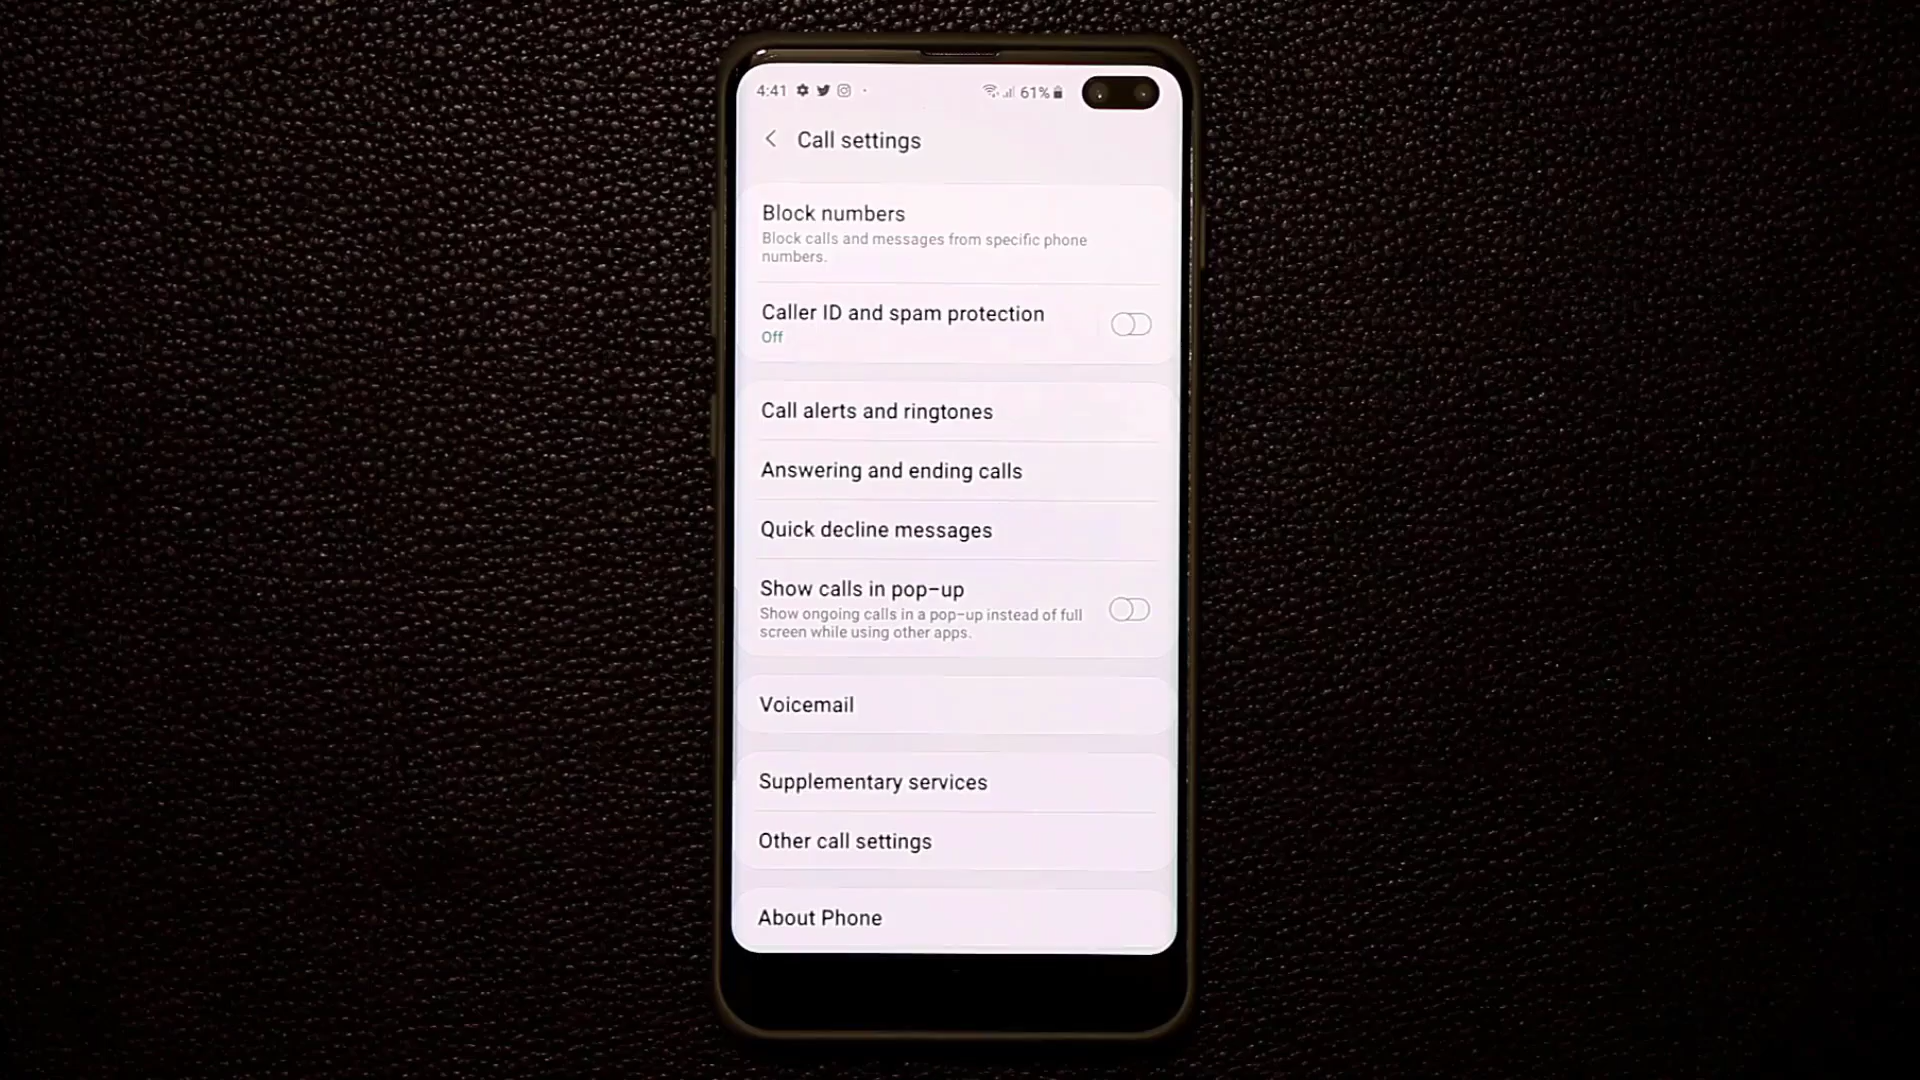 4:41 61%
Call settings
Block numbers
Block calls and messages from specific phone
numbers.
Caller ID and spam protection
Off
Call alerts and ringtones
Answering and ending calls
Quick decline messages
Show calls in pop-up
Show ongoing calls in a pop-up instead of full
screen while using other apps.
Voicemail
Supplementary services
Other call settings
About Phone